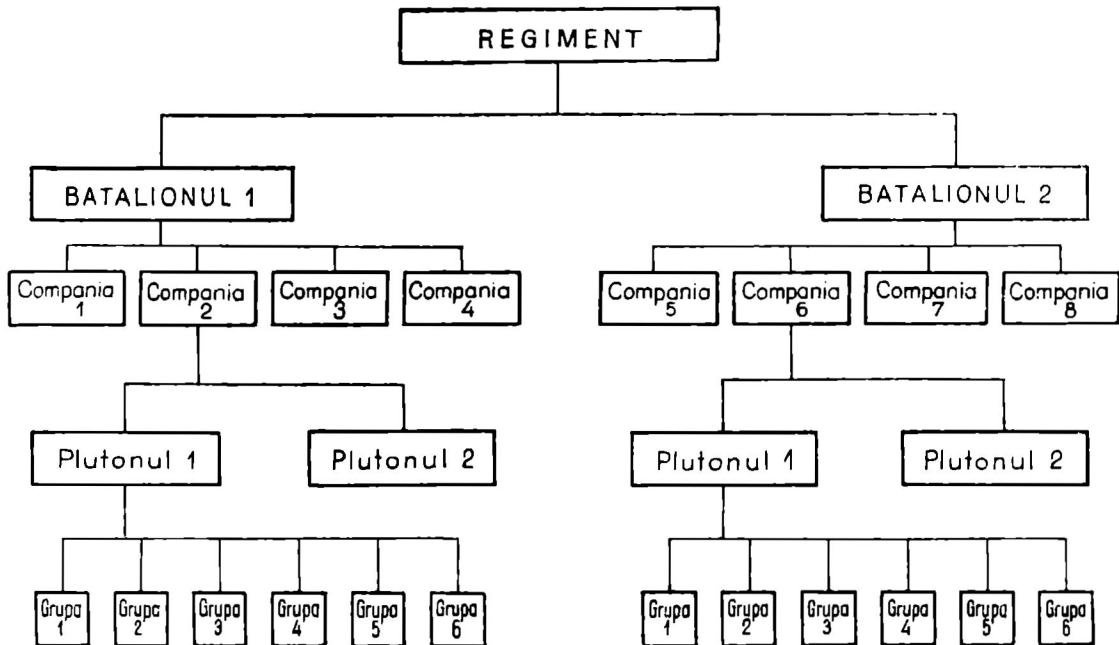 REGIMENT
BATALIONUL 1
BATALIONUL 2
Compania
1
Compania
2
Compania
3
Compania
4
Compania
5
Compania
6
Compania
7
Compania
8
Plutonul 1
Plutonul 2
Plutonul 1
Plutonul 2
Grupa
1
Grupa
2
Grupa
3
Grupa
4
Grupa
5
Grupa
6
Grupa
1
Grupa
2
Grupa
3
Grupa
4
Grupa
5
Grupa
6